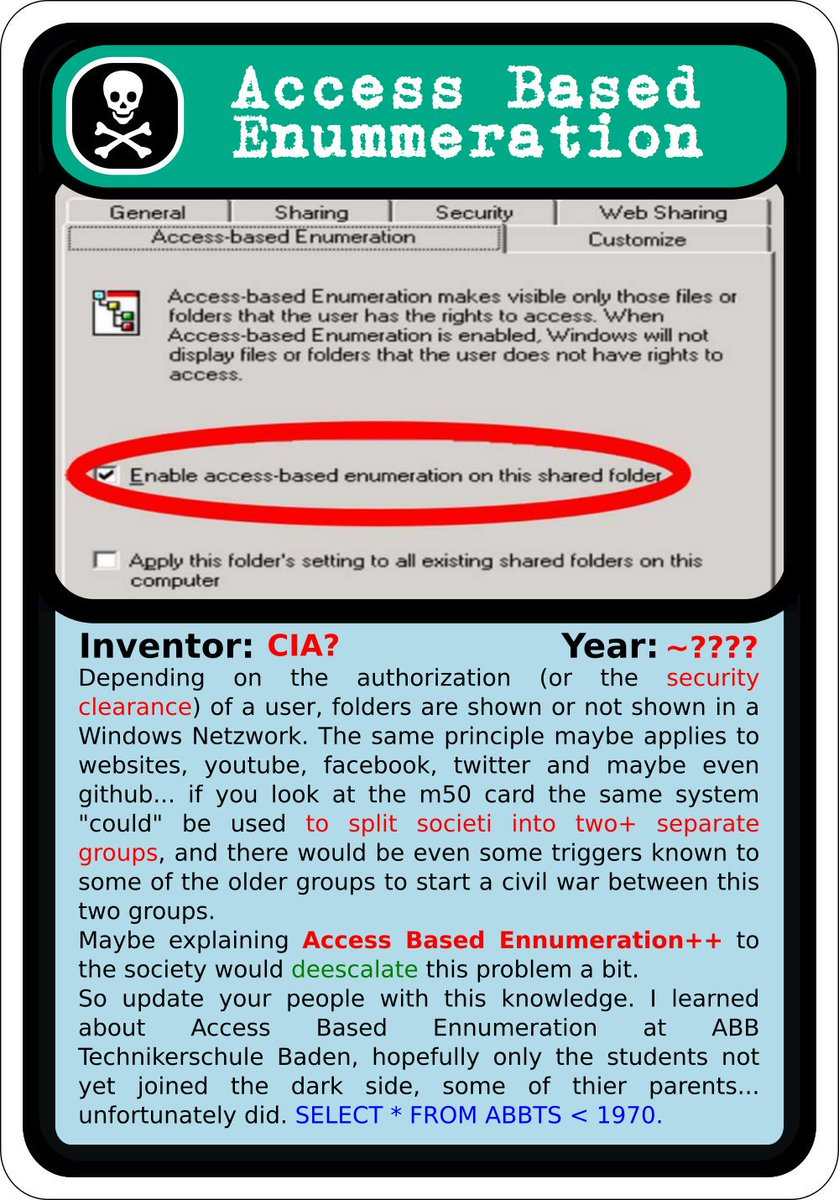 Access Based
Enummeration
General
Sharing
Security
Web Sharing
Access-based Enumeration
Customize
Access-based Enumeration makes visible only those files or
folders that the user has the rights to access. When
Access-based Enumeration is enabled, Windows will not
display files or folders that the user does not have rights to
access.
Enable access-based enumeration on this shared folder
Apply this folder's setting to all existing shared folders on this
computer
Inventor: CIA?
Year: ~????
Depending on the authorization (or the security
clearance) of a user, folders are shown or not shown in a
Windows Netzwork. The same principle maybe applies to
websites, youtube, facebook, twitter and maybe even
github... if you look at the m50 card the same system
"could" be used to split societi into two+ separate
groups, and there would be even some triggers known to
some of the older groups to start a civil war between this
two groups.
Maybe explaining Access Based Ennumeration++ to
the society would deescalate this problem a bit.
So update your people with this knowledge. I learned
about Access Based Ennumeration at ABB
Technikerschule Baden, hopefully only the students not
yet joined the dark side, some of thier parents...
unfortunately did. SELECT * FROM ABBTS < 1970.